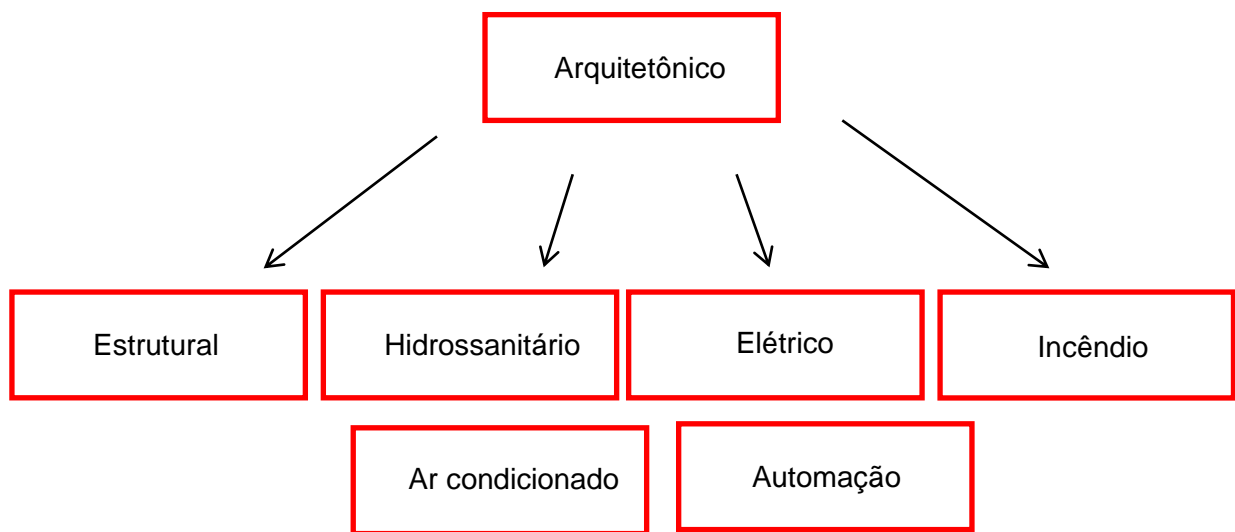 Arquitetônico
Estrutural
Hidrossanitário
Elétrico
Incêndio
Ar condicionado
Automação